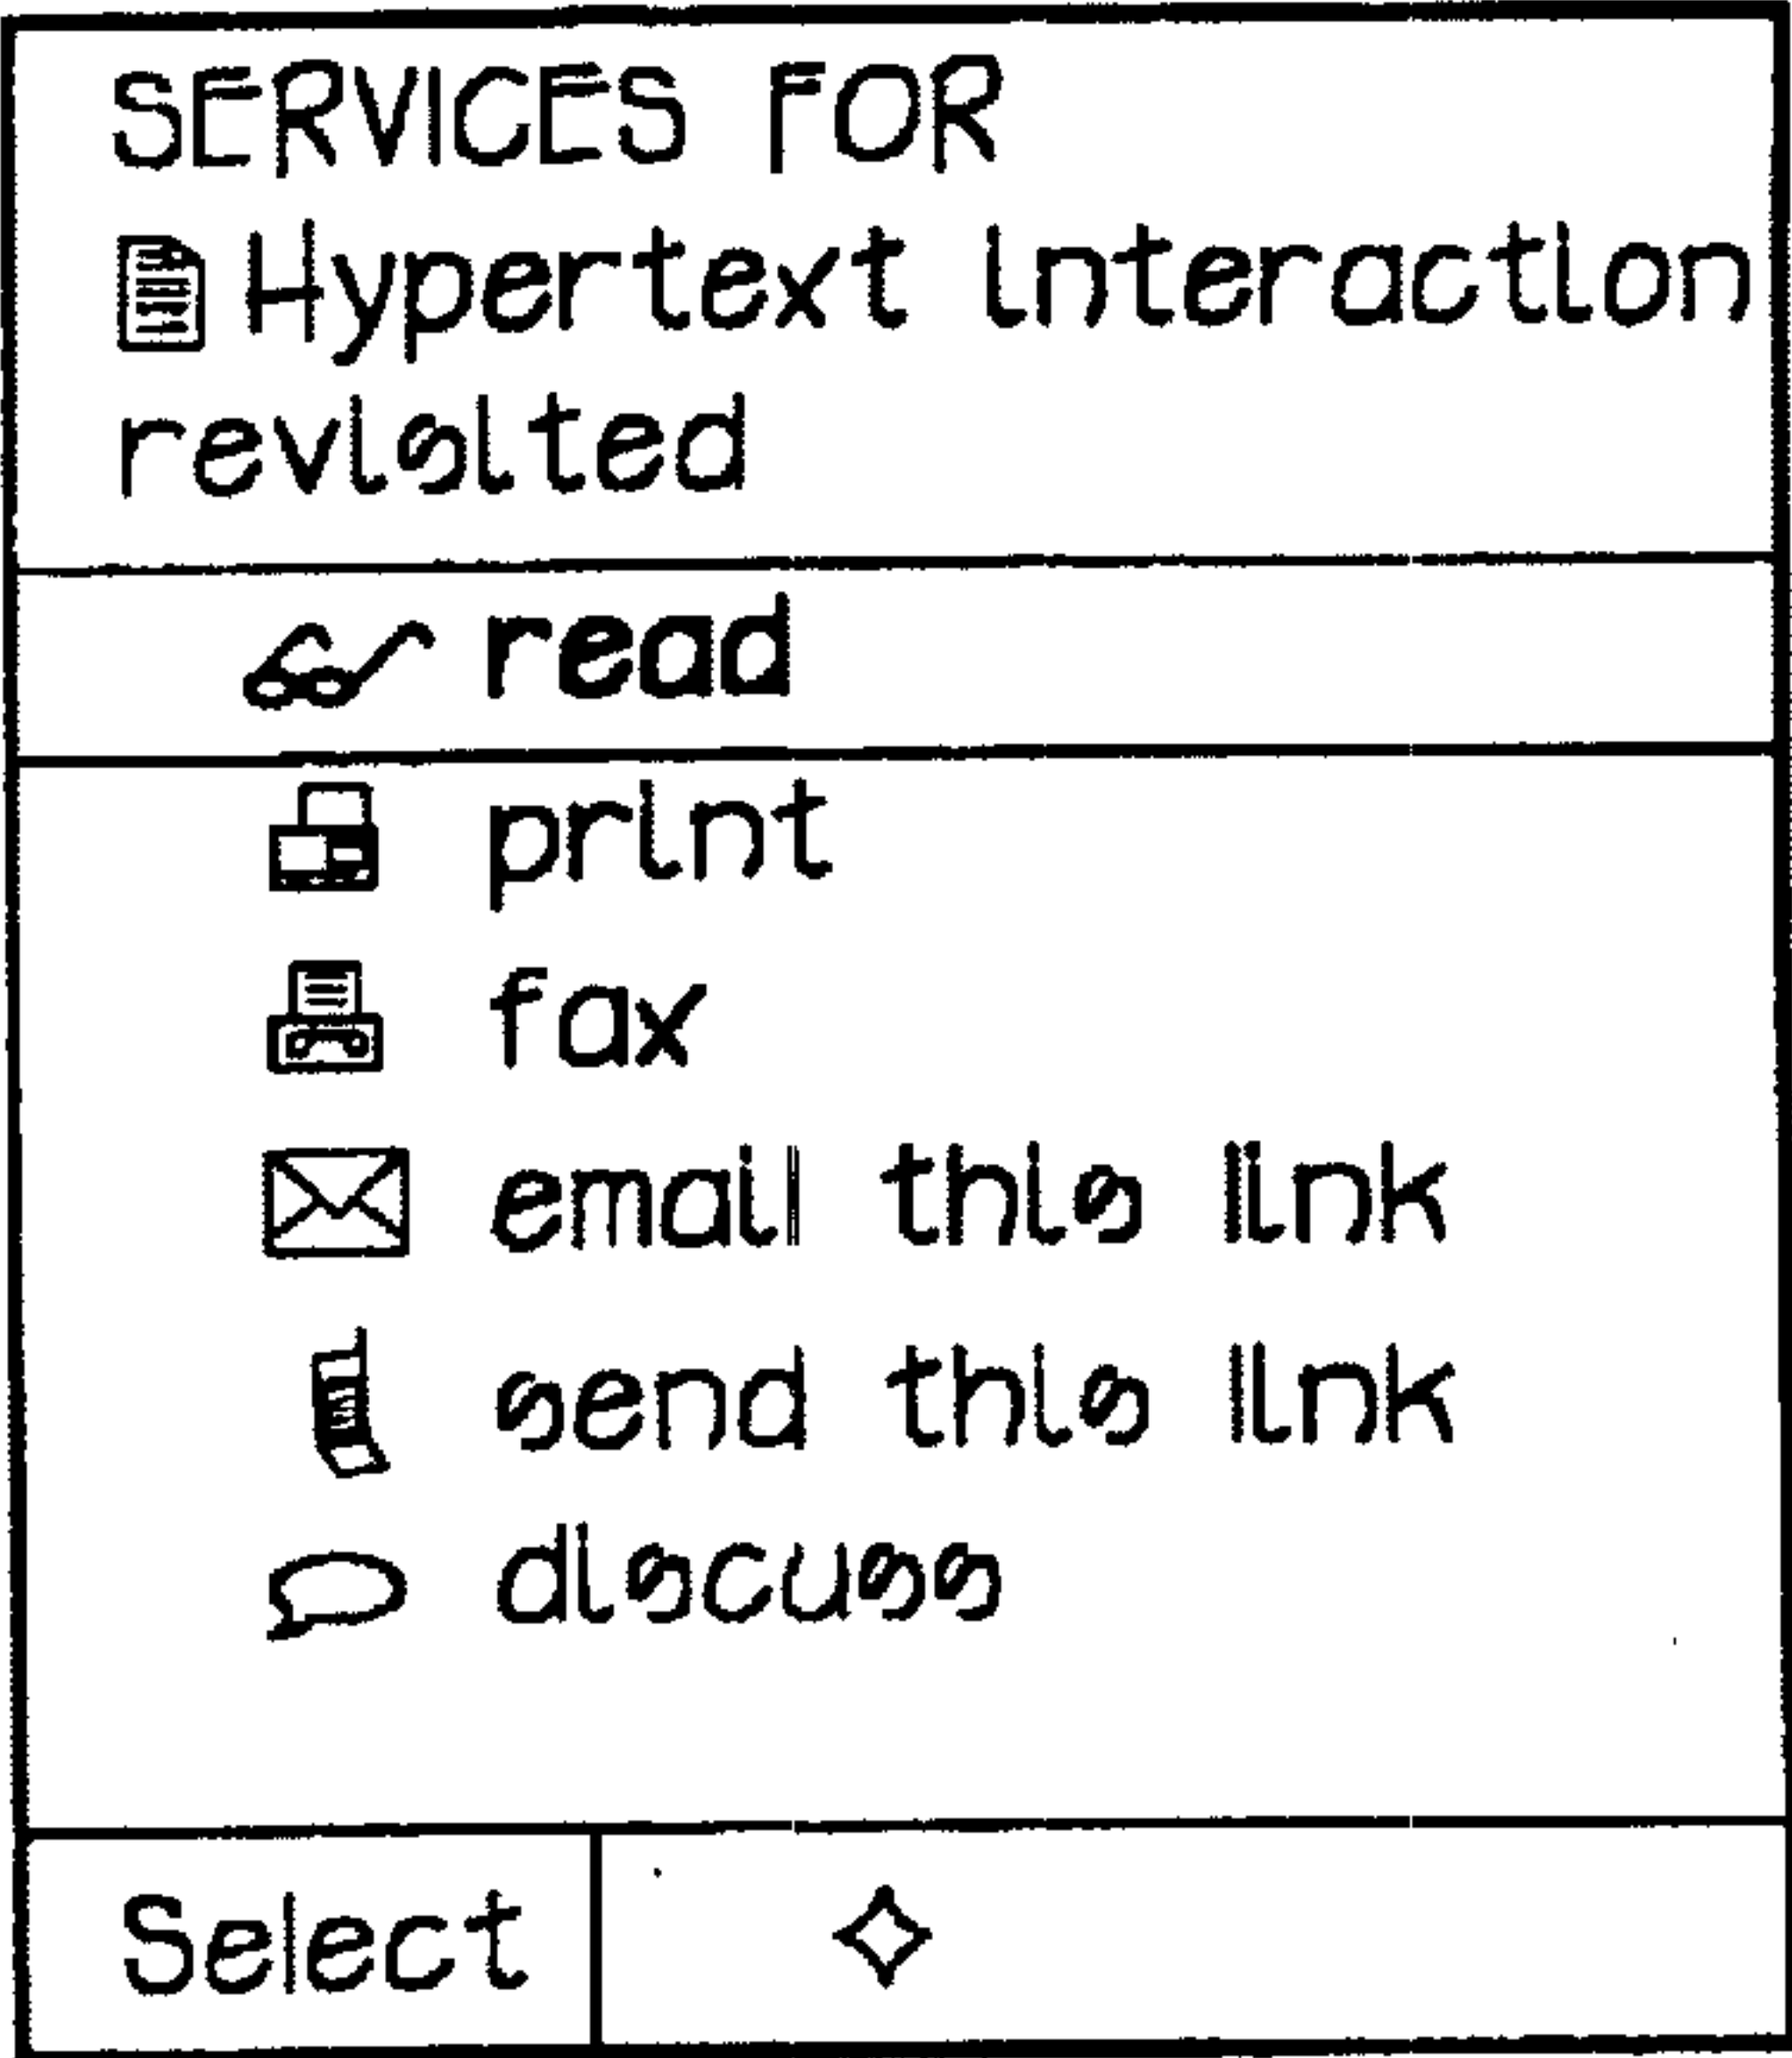 SERVICES FOR
Hypertext Interaction
revisited
read
print
fax
email this link
send this link
discuss
Select